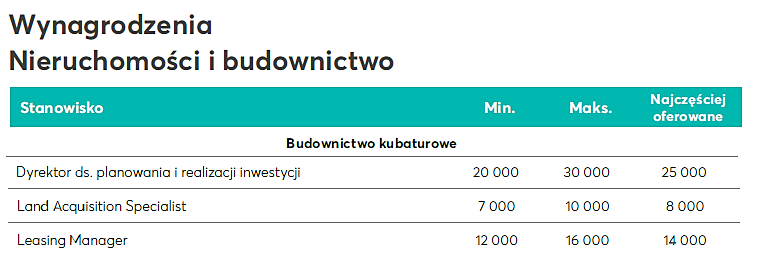 Wynagrodzenia
Nieruchomości i budownictwo
Stanowisko Min. Maks. Najczęściej oferowane
Budownictwo kubaturowe
Dyrektor ds. planowania i realizacji inwestycji 20 000 30 000 25 000
Land Acquisition Specialist 7 000 10 000 8 000
Leasing Manager 12 000 16 000 14 000